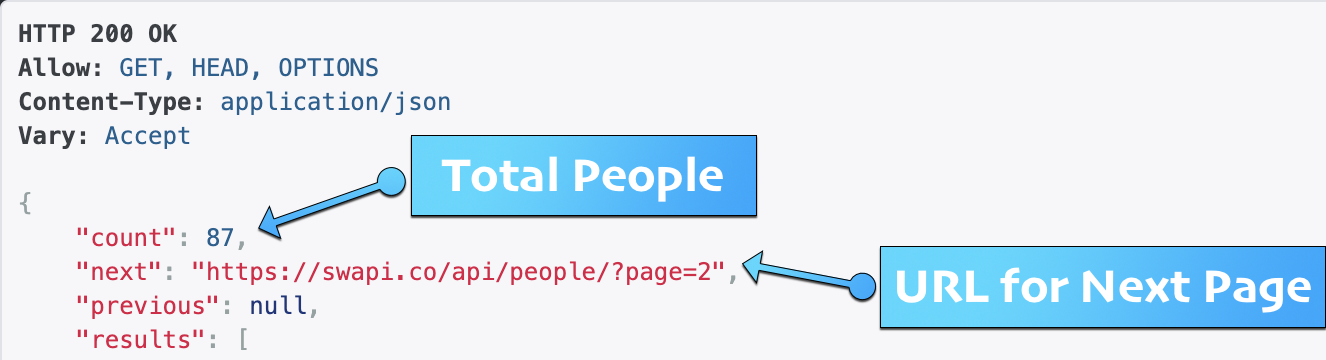 HTTP 200 OK
Allow: GET, HEAD, OPTIONS
Content-Type: application/json
Vary: Accept
Total People
{
"count": 87,
"next": "https://swapi.co/api/people/?page=2",
URL for Next Page
"previous": null,
"results": [